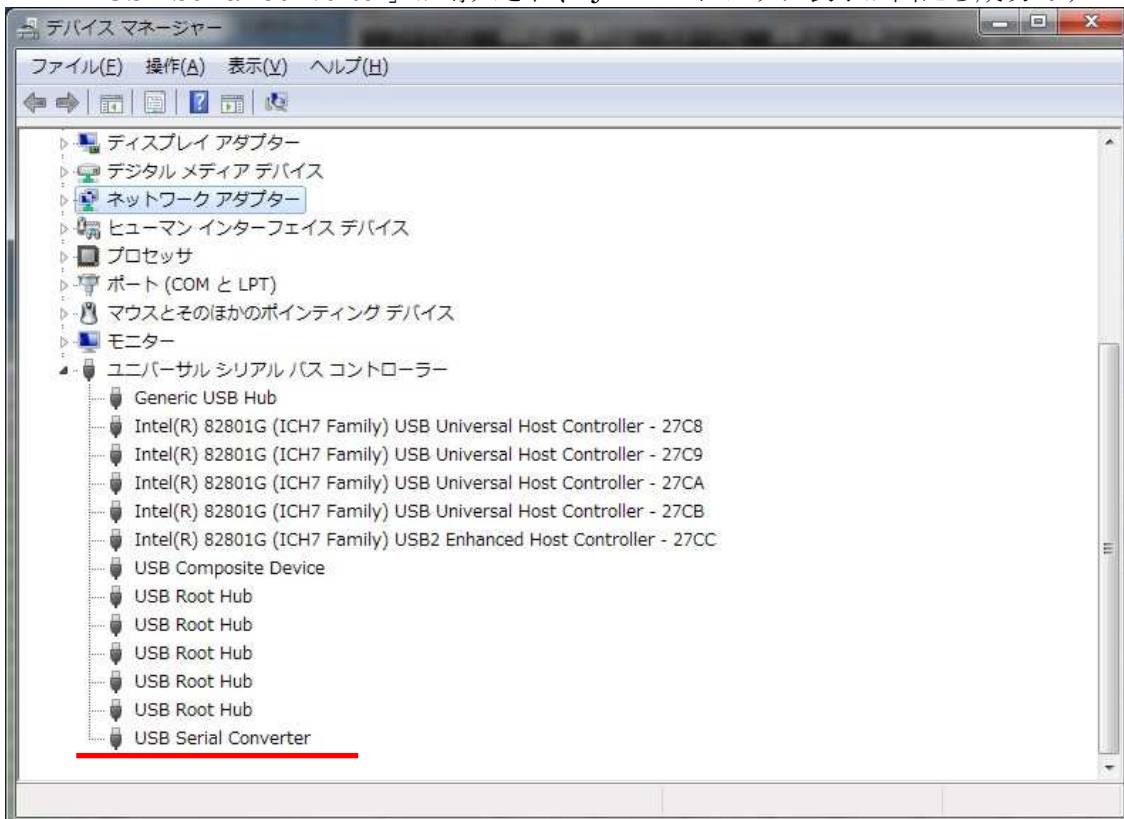 デバイス マネージャー
ファイル(F) 操作(A) 表示(V) ヘルプ(H)
ディスプレイ アダプター
デジタル メディア デバイス
ネットワーク アダプター
ヒューマン インターフェイス デバイス
プロセッサ
ポート (COM と LPT)
マウスとそのほかのポインティング デバイス
モニター
ユニバーサル シリアル バス コントローラー
Generic USB Hub
Intel(R) 82801G (ICH7 Family) USB Universal Host Controller - 27C8
Intel(R) 82801G (ICH7 Family) USB Universal Host Controller - 27C9
Intel(R) 82801G (ICH7 Family) USB Universal Host Controller - 27CA
Intel(R) 82801G (ICH7 Family) USB Universal Host Controller - 27CB
Intel(R) 82801G (ICH7 Family) USB2 Enhanced Host Controller - 27CC
USB Composite Device
USB Root Hub
USB Root Hub
USB Root Hub
USB Root Hub
USB Root Hub
USB Serial Converter